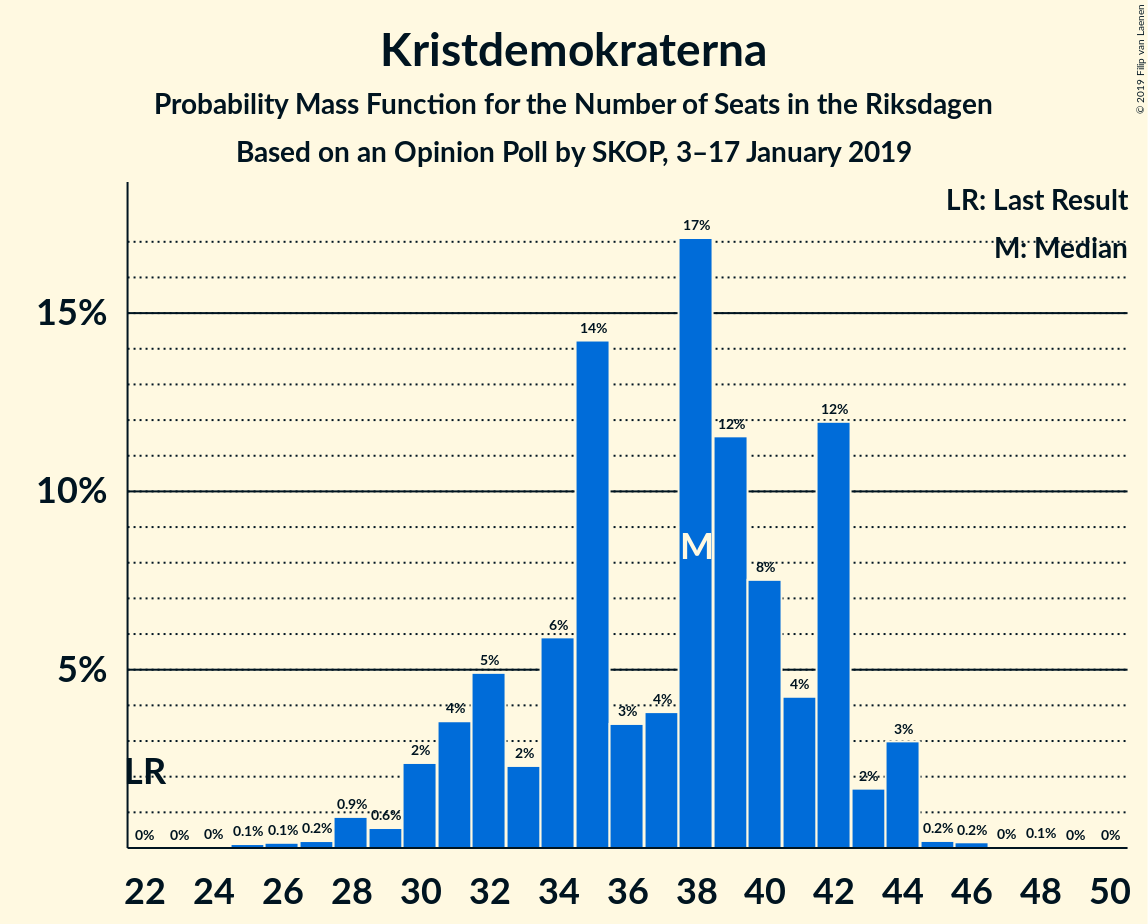 Kristdemokraterna
Probability Mass Function for the Number of Seats in the Riksdagen
Based on an Opinion Poll by SKOP, 3–17 January 2019
© 2019 Filip van Laenen
LR: Last Result
M: Median
15%
10%
5%
LR
M
0% 0% 0% 0.1% 0.1% 0.2% 0.9% 0.6% 2% 4% 5% 2% 6% 14% 3% 4% 17% 12% 8% 4% 12% 2% 3% 0.2% 0.2% 0% 0.1% 0% 0%
22 24 26 28 30 32 34 36 38 40 42 44 46 48 50